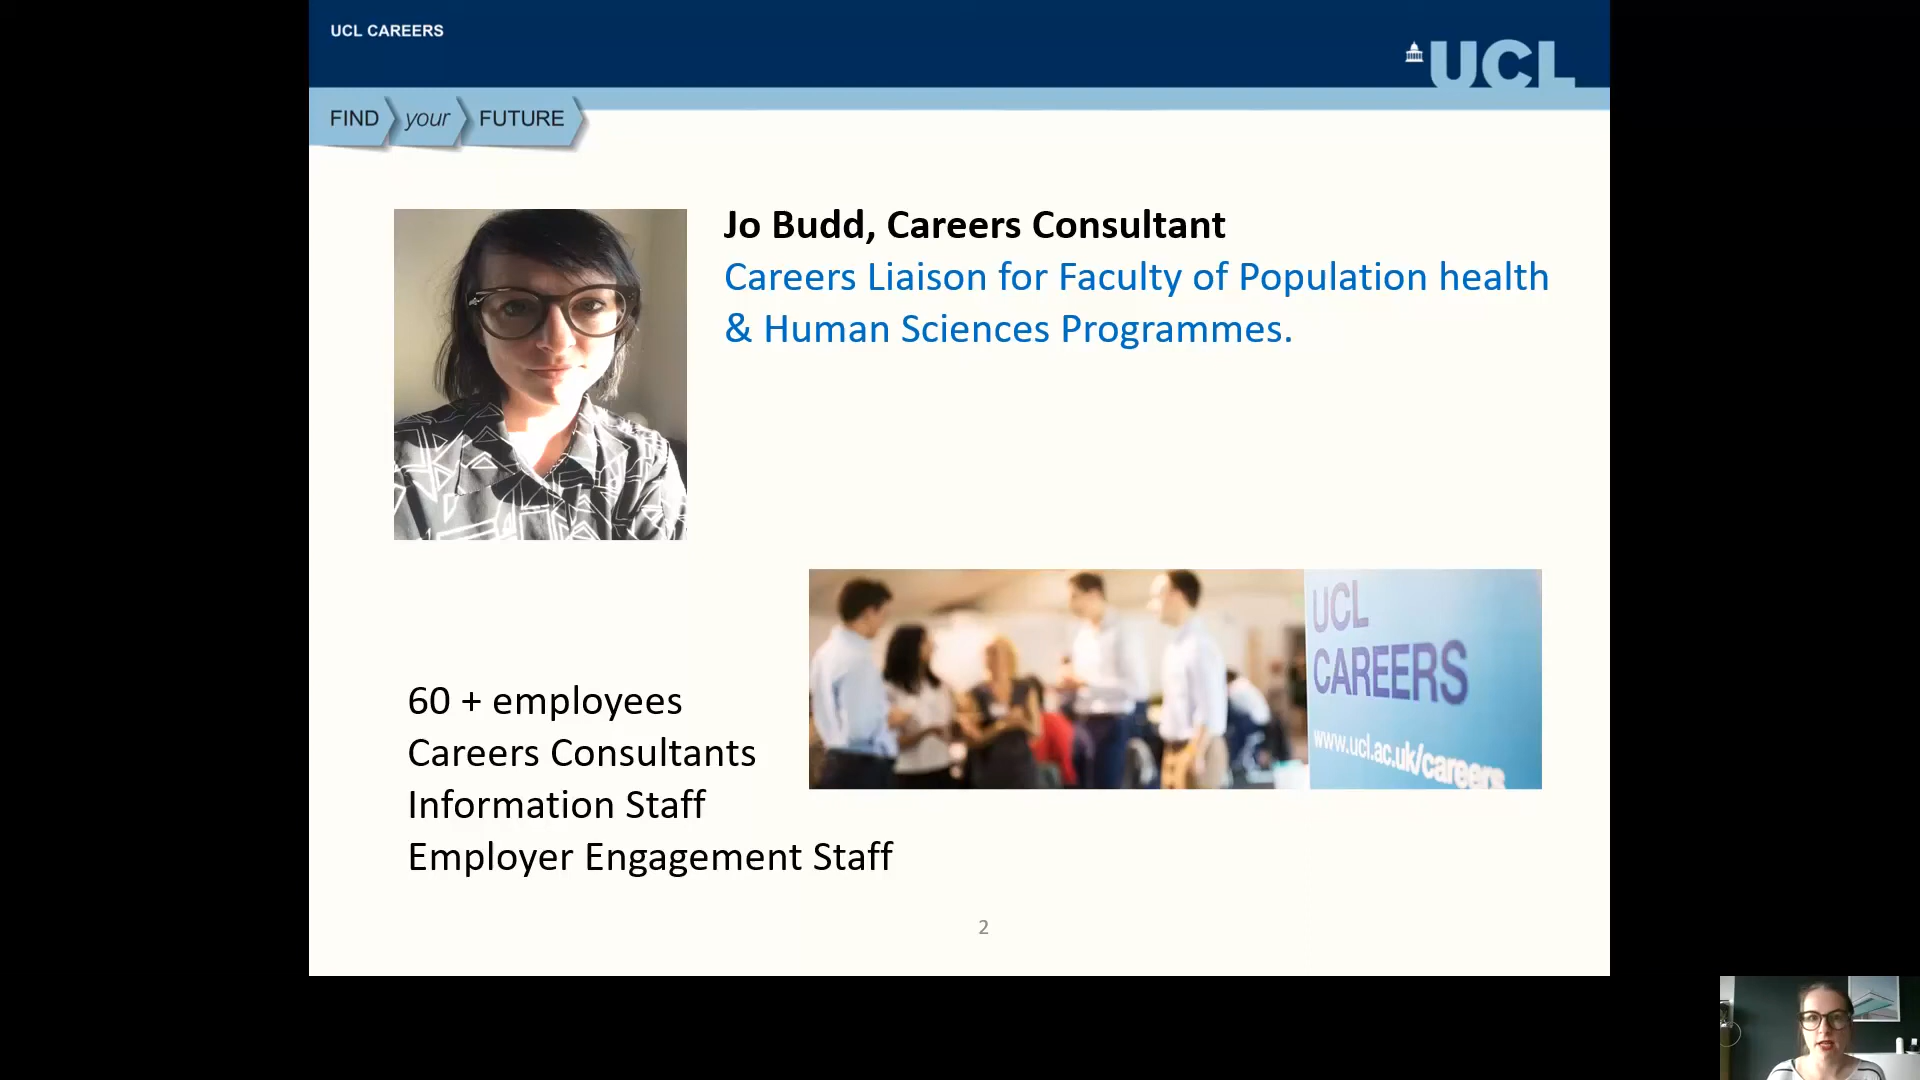 UCL CAREERS
UCL
FIND your FUTURE
Jo Budd, Careers Consultant
Careers Liaison for Faculty of Population health
& Human Sciences Programmes.
UCL
CAREERS
www.ucl.ac.uk/careers
60 + employees
Careers Consultants
Information Staff
Employer Engagement Staff
2